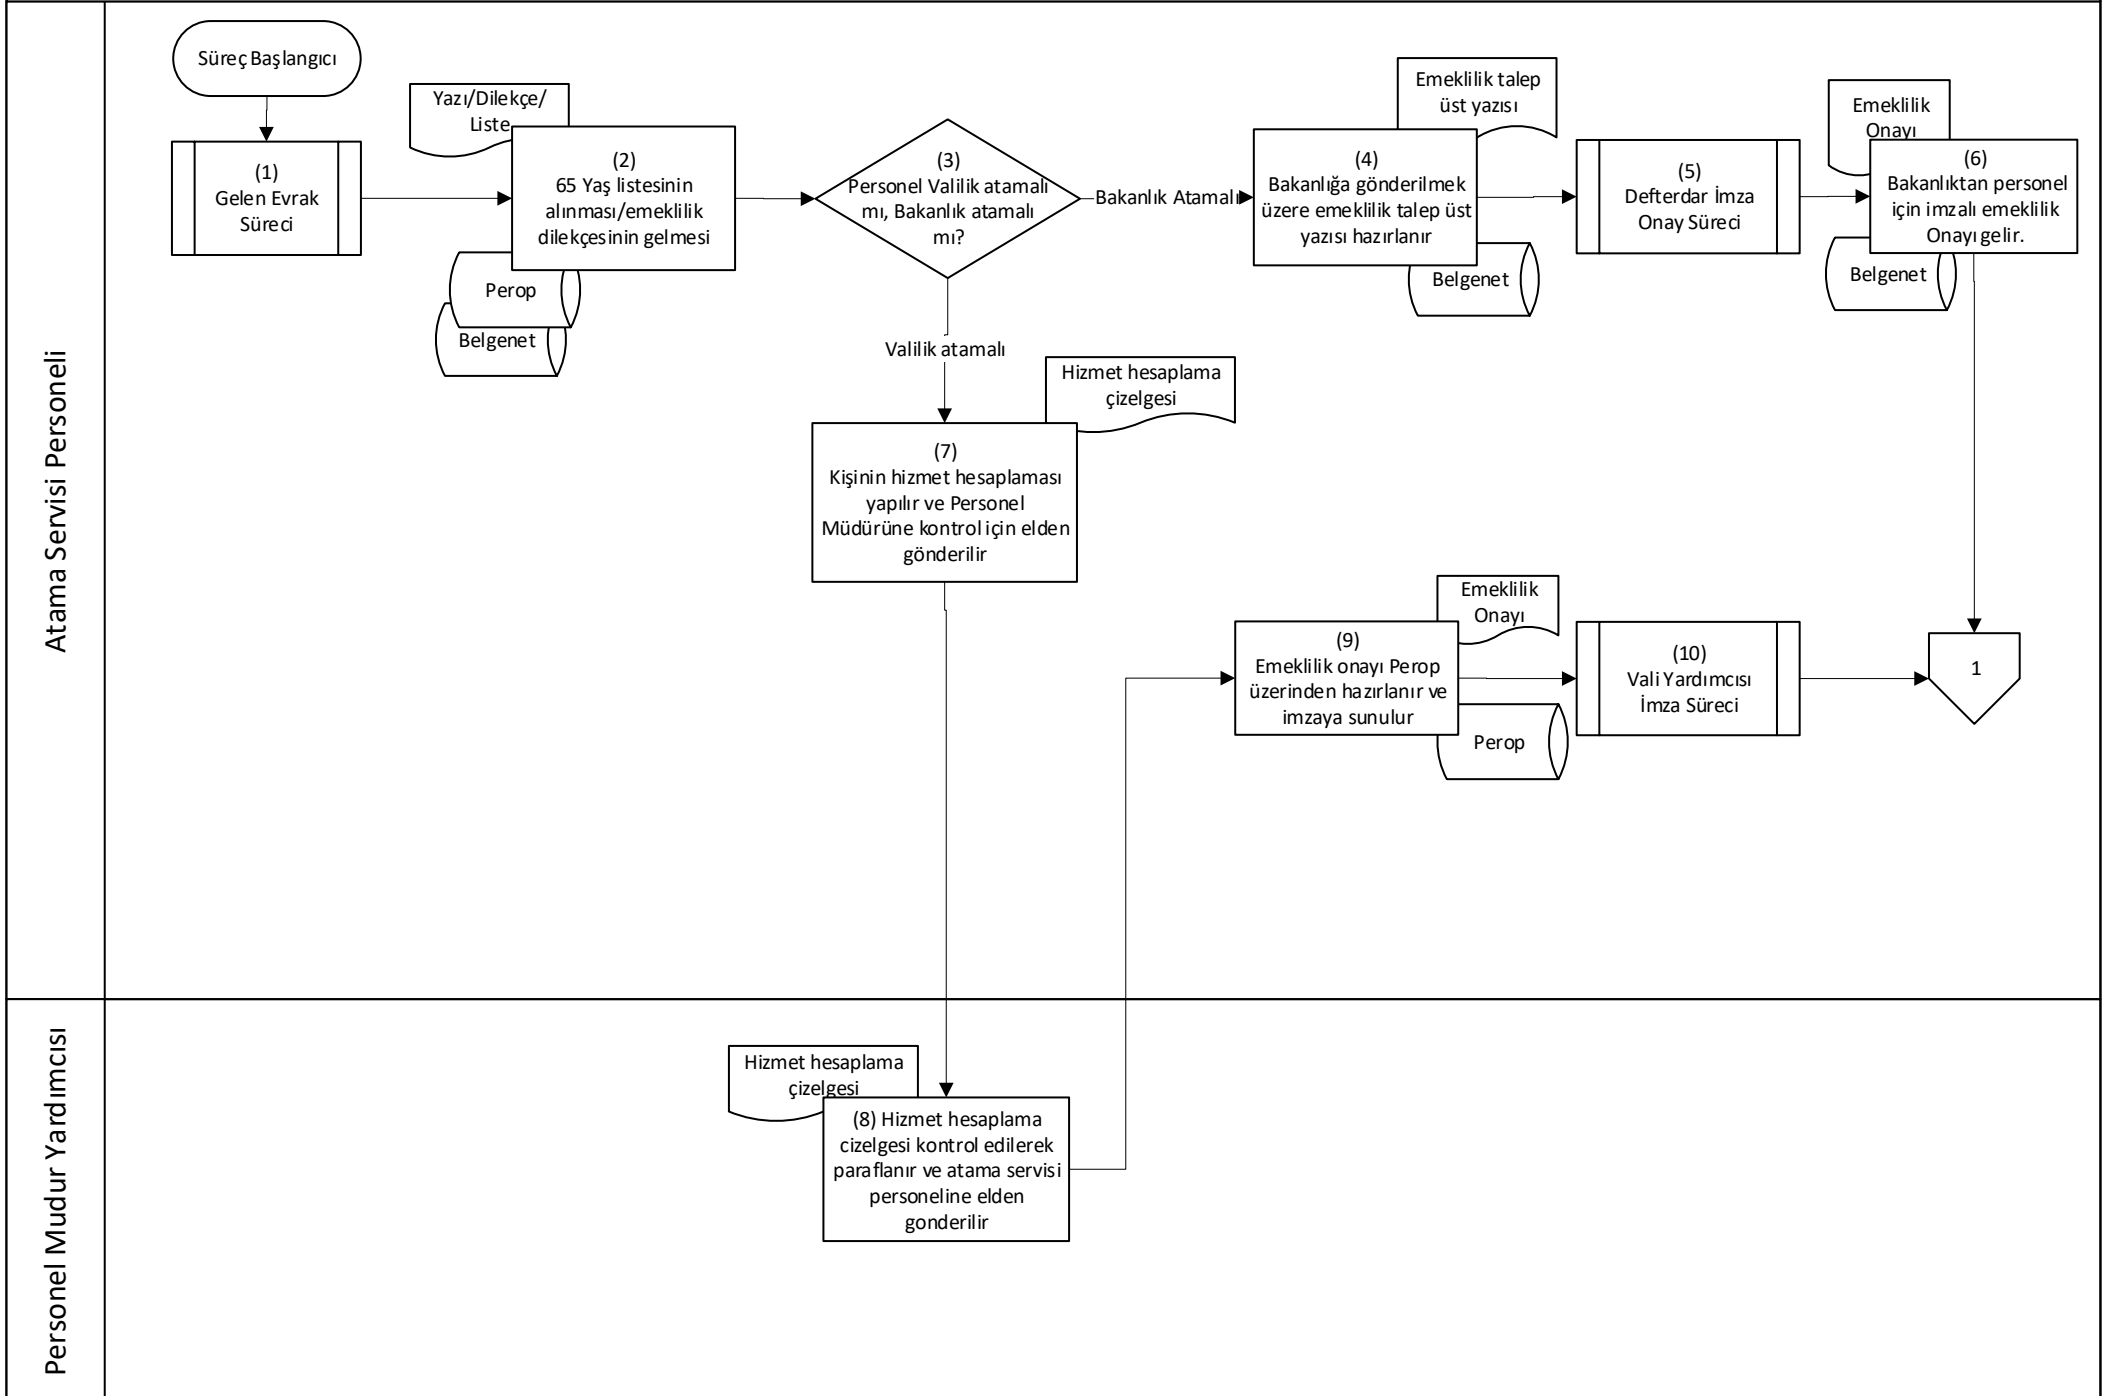 Atama Servisi Personeli
Süreç Başlangıcı
(1)
Gelen Evrak
Süreci
Yazı/Dilekçe/
Liste
(2)
65 Yaş listesinin
alınması/emeklilik
dilekçesinin gelmesi
Perop
Belgenet
(3)
Personel Valilik atamalı
mı, Bakanlık atamalı
mı?
Bakanlık Atamalı
Emeklilik talep
üst yazısı
(4)
Bakanlığa gönderilmek
üzere emeklilik talep üst
yazısı hazırlanır
Belgenet
(5)
Defterdar İmza
Onay Süreci
Emeklilik
Onayı
(6)
Bakanlıktan personel
için imzalı emeklilik
Onayı gelir.
Belgenet
Valilik atamalı
Hizmet hesaplama
çizelgesi
(7)
Kişinin hizmet hesaplaması
yapılır ve Personel
Müdürüne kontrol için elden
gönderilir
Emeklilik
Onayı
(9)
Emeklilik onayı Perop
üzerinden hazırlanır ve
imzaya sunulur
Perop
(10)
Vali Yardımcısı
İmza Süreci
1
Personel Mudur Yardımcısı
Hizmet hesaplama
çizelgesi
(8) Hizmet hesaplama
cizelgesi kontrol edilerek
paraflanır ve atama servisi
personeline elden
gonderilir